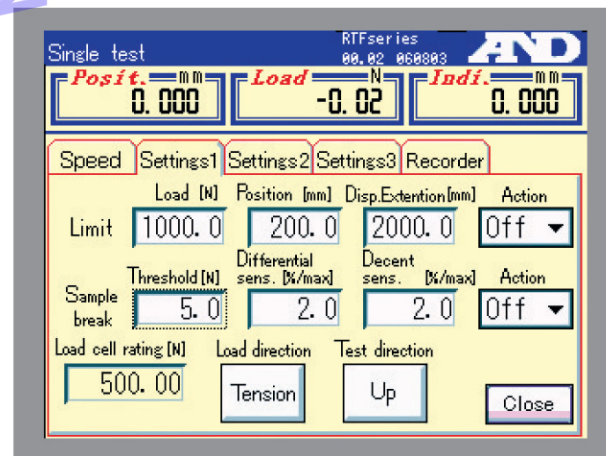 Single test
RTFseries
00.02 060803
AND
Posit. mm
0.000
Load N
-0.02
Indi. mm
0.000
Speed Settings1 Settings2 Settings3 Recorder
Load [N] Position [mm] Disp.Extention[mm] Action
Limit 1000.0 200.0 2000.0 Off
Threshold[N] Differential sens. [%/max] Decent sens. [%/max] Action
Sample break 5.0 2.0 2.0 Off
Load cell rating[N] Load direction Test direction
500.00 Tension Up Close